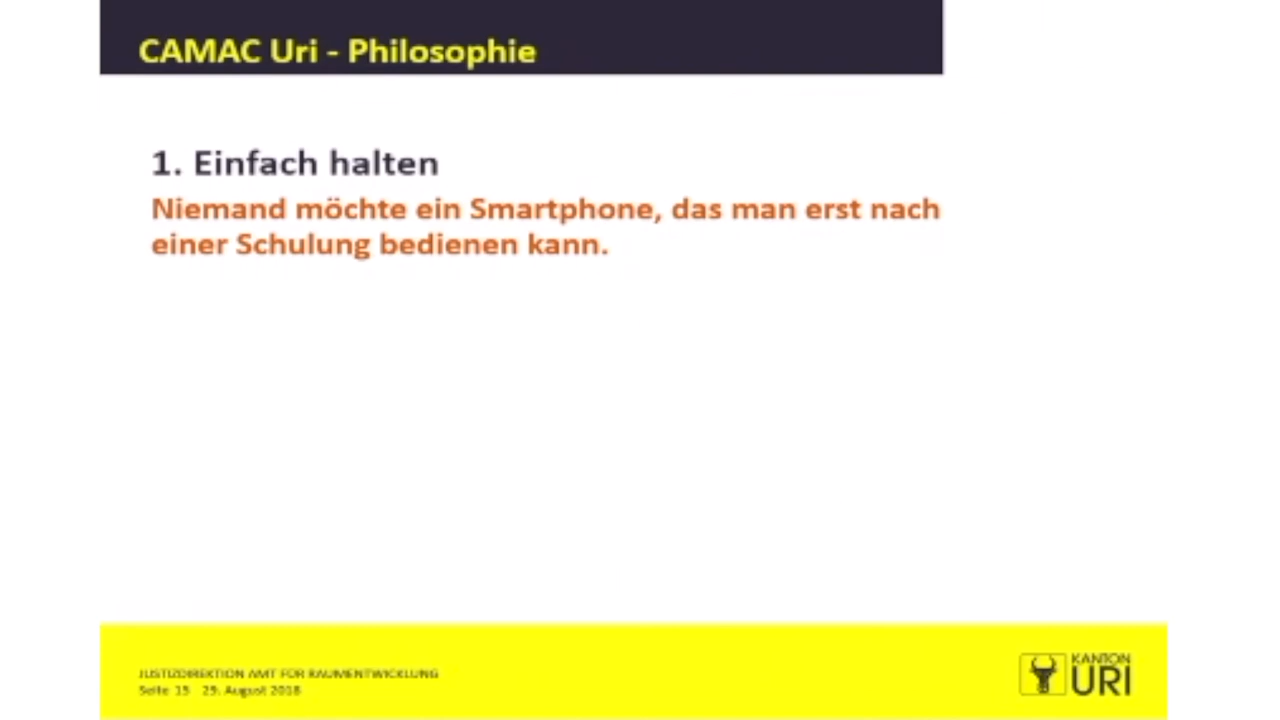 CAMAC Uri - Philosophie
1. Einfach halten
Niemand möchte ein Smartphone, das man erst nach
einer Schulung bedienen kann.
JUSTIZDIREKTION AMT FÜR RAUMENTWICKLUNG
Seite 15 29. August 2018
KANTON
URI